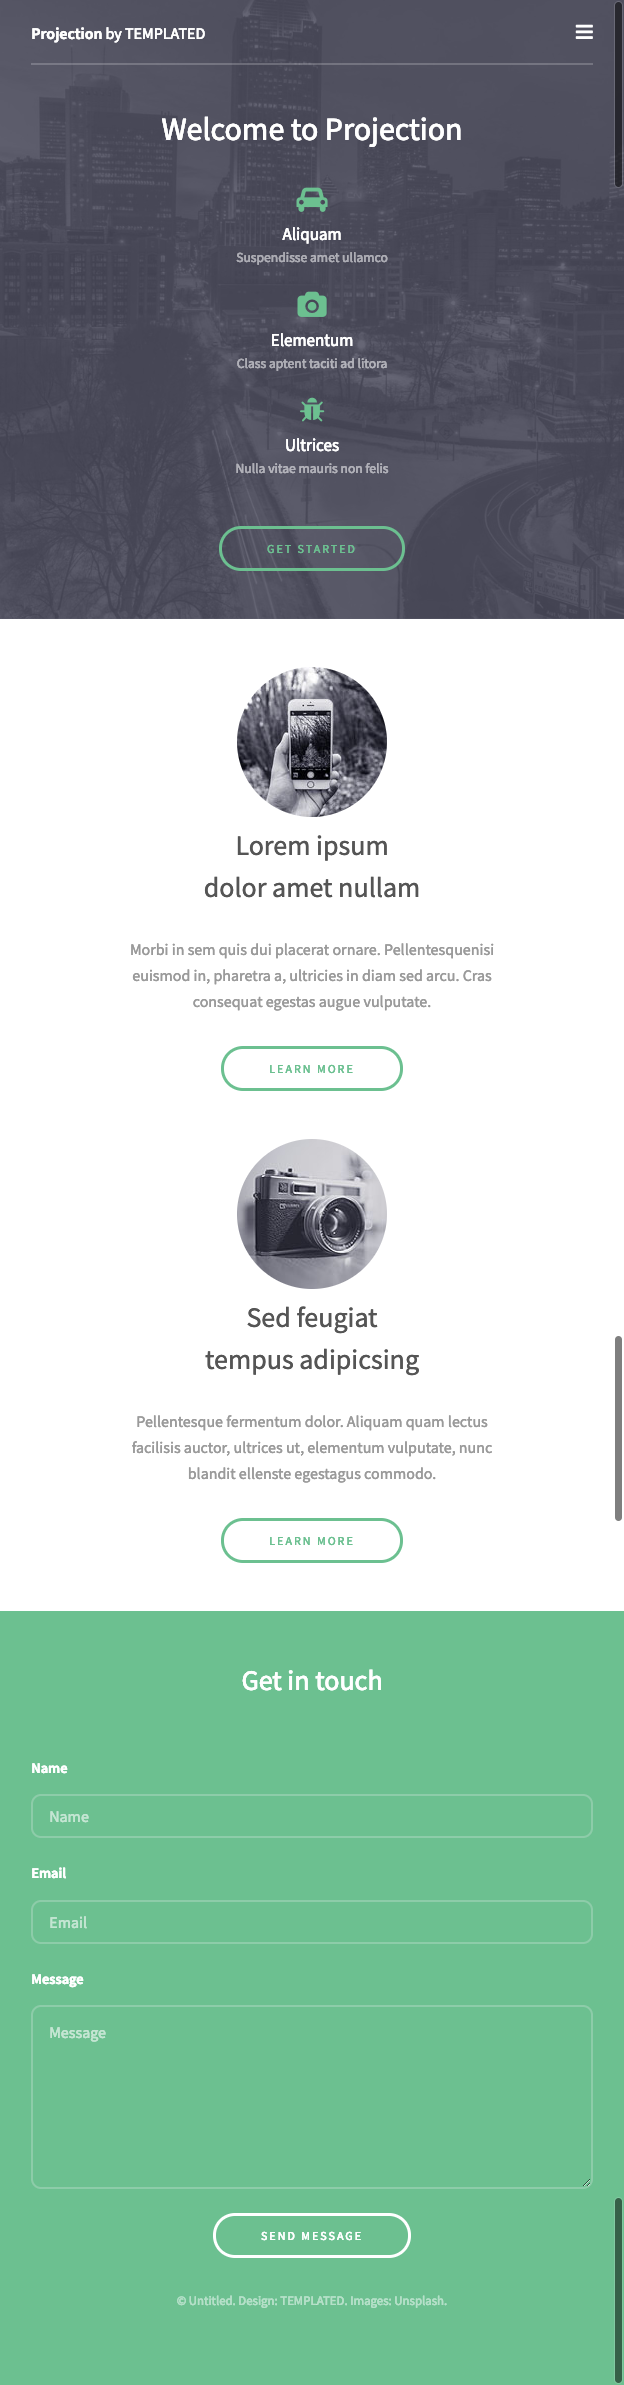 Projection by TEMPLATED
Welcome to Projection
Aliquam
Suspendisse amet ullamco
Elementum
Class aptent taciti ad litora
Ultrices
Nulla vitae mauris non felis
GET STARTED
Lorem ipsum
dolor amet nullam
Morbi in sem quis dui placerat ornare. Pellentesquenisi
euismod in, pharetra a, ultricies in diam sed arcu. Cras
consequat egestas augue vulputate.
LEARN MORE
Sed feugiat
tempus adipicsing
Pellentesque fermentum dolor. Aliquam quam lectus
facilisis auctor, ultrices ut, elementum vulputate, nunc
blandit ellenste egestagus commodo.
LEARN MORE
Get in touch
Name
Name
Email
Email
Message
Message
SEND MESSAGE
© Untitled. Design: TEMPLATED. Images: Unsplash.